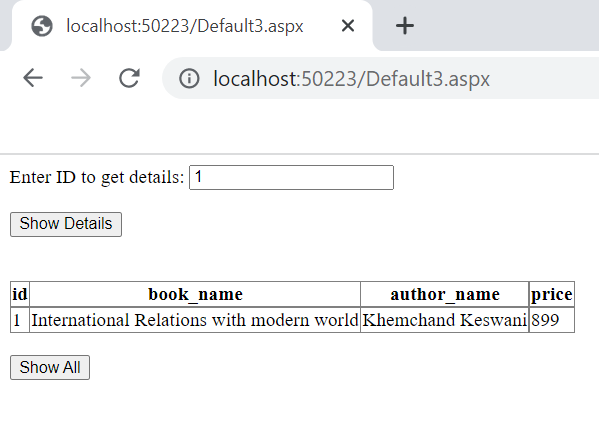 localhost:50223/Default3.aspx
localhost:50223/Default3.aspx
Enter ID to get details: 1
Show Details
id book_name author_name price
1 International Relations with modern world Khemchand Keswani 899
Show All